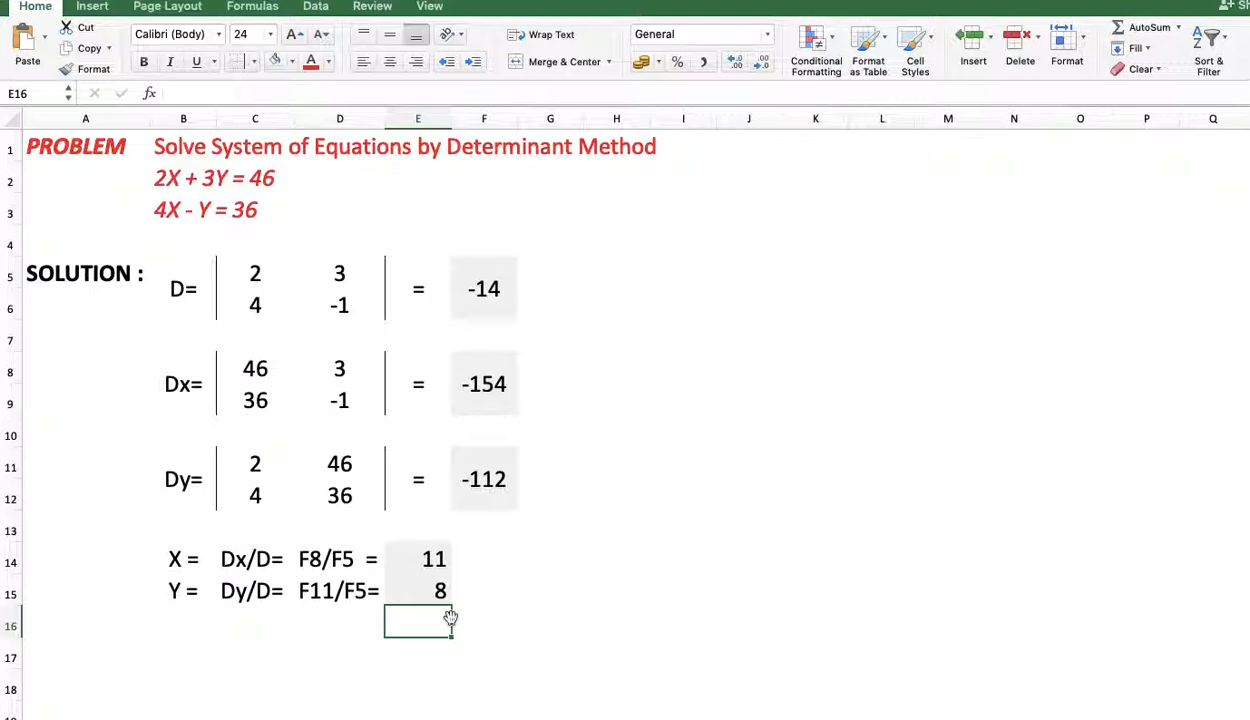 Home Insert Page Layout Formulas Data Review View
Cut
Calibri (Body) 24 A A
Wrap Text
General
AutoSum
Copy
Fill
Paste
Format
B I U A
Merge & Center
%
Conditional Formatting
Format as Table
Cell Styles
Insert
Delete
Format
Clear
Sort & Filter
E16 fx
A B C D E F G H I J K L M N O P Q
1 PROBLEM Solve System of Equations by Determinant Method
2 2X + 3Y = 46
3 4X - Y = 36
4
5 SOLUTION : 2 3
D= = -14
6 4 -1
7
8 46 3
Dx= = -154
9 36 -1
10
11 2 46
Dy= = -112
12 4 36
13
14 X = Dx/D= F8/F5 = 11
15 Y = Dy/D= F11/F5= 8
16
17
18